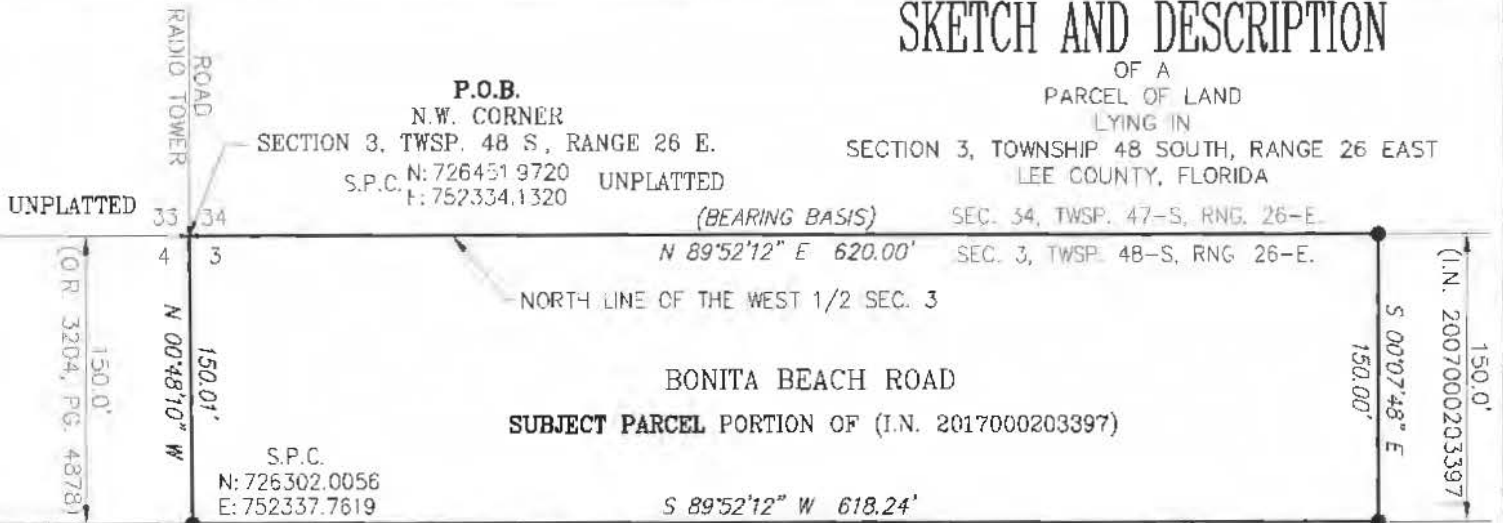 SKETCH AND DESCRIPTION
OF A
PARCEL OF LAND
LYING IN
SECTION 3, TOWNSHIP 48 SOUTH, RANGE 26 EAST
LEE COUNTY, FLORIDA
ROAD
RADIO TOWER
P.O.B.
N.W. CORNER
SECTION 3, TWSP. 48 S, RANGE 26 E.
S.P.C. N: 726451.9720
E: 752334.1320
UNPLATTED
UNPLATTED
33 34
4 3
(BEARING BASIS)
SEC. 34, TWSP. 47-S, RNG. 26-E.
N 89°52'12" E 620.00'
SEC. 3, TWSP. 48-S, RNG 26-E.
NORTH LINE OF THE WEST 1/2 SEC. 3
150.0'
(O.R. 3204, PG. 4878)
N 00°48'10" W
150.01'
BONITA BEACH ROAD
SUBJECT PARCEL PORTION OF (I.N. 2017000203397)
S 00°07'48" E
150.00'
150.0'
(I.N. 2007000203397
S.P.C.
N: 726302.0056
E: 752337.7619
S 89°52'12" W 618.24'